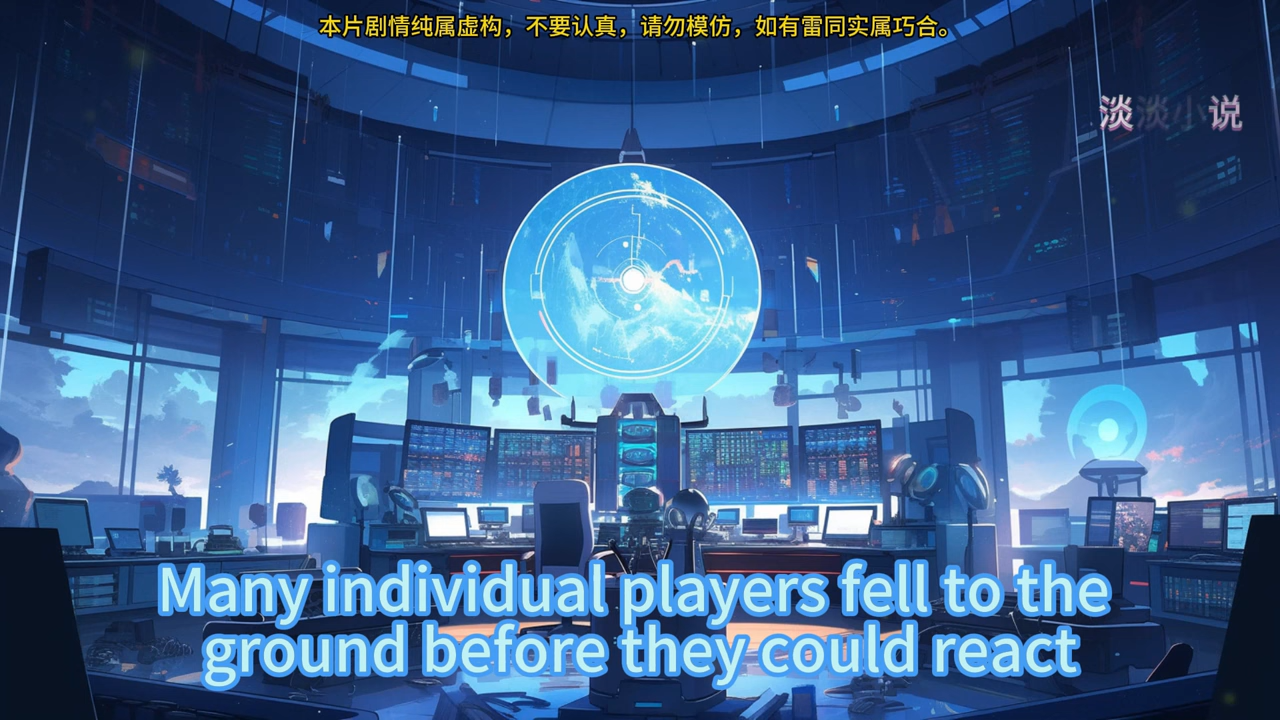 本片剧情纯属虚构，不要认真，请勿模仿，如有雷同实属巧合。
淡淡小说
Many individual players fell to the
ground before they could react